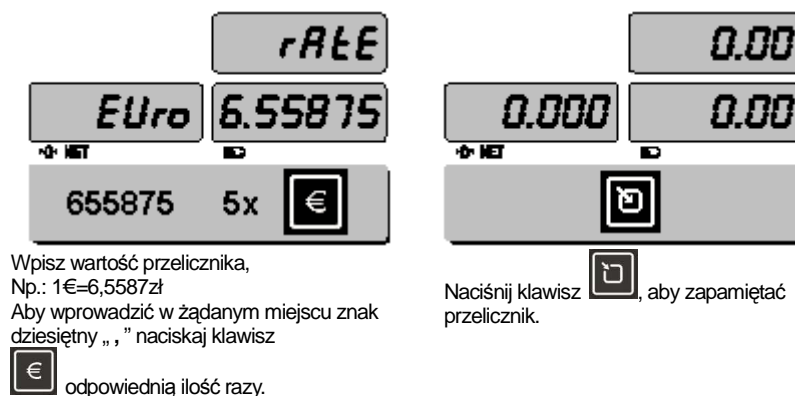 rAtE
EUro 6.55875
NET
655875 5x €
Wpisz wartość przelicznika,
Np.: 1€=6,5587zł
Aby wprowadzić w żądanym miejscu znak
dziesiętny „ , ” naciskaj klawisz
€ odpowiednią ilość razy.
0.00
0.000 0.00
NET
Naciśnij klawisz , aby zapamiętać
przelicznik.